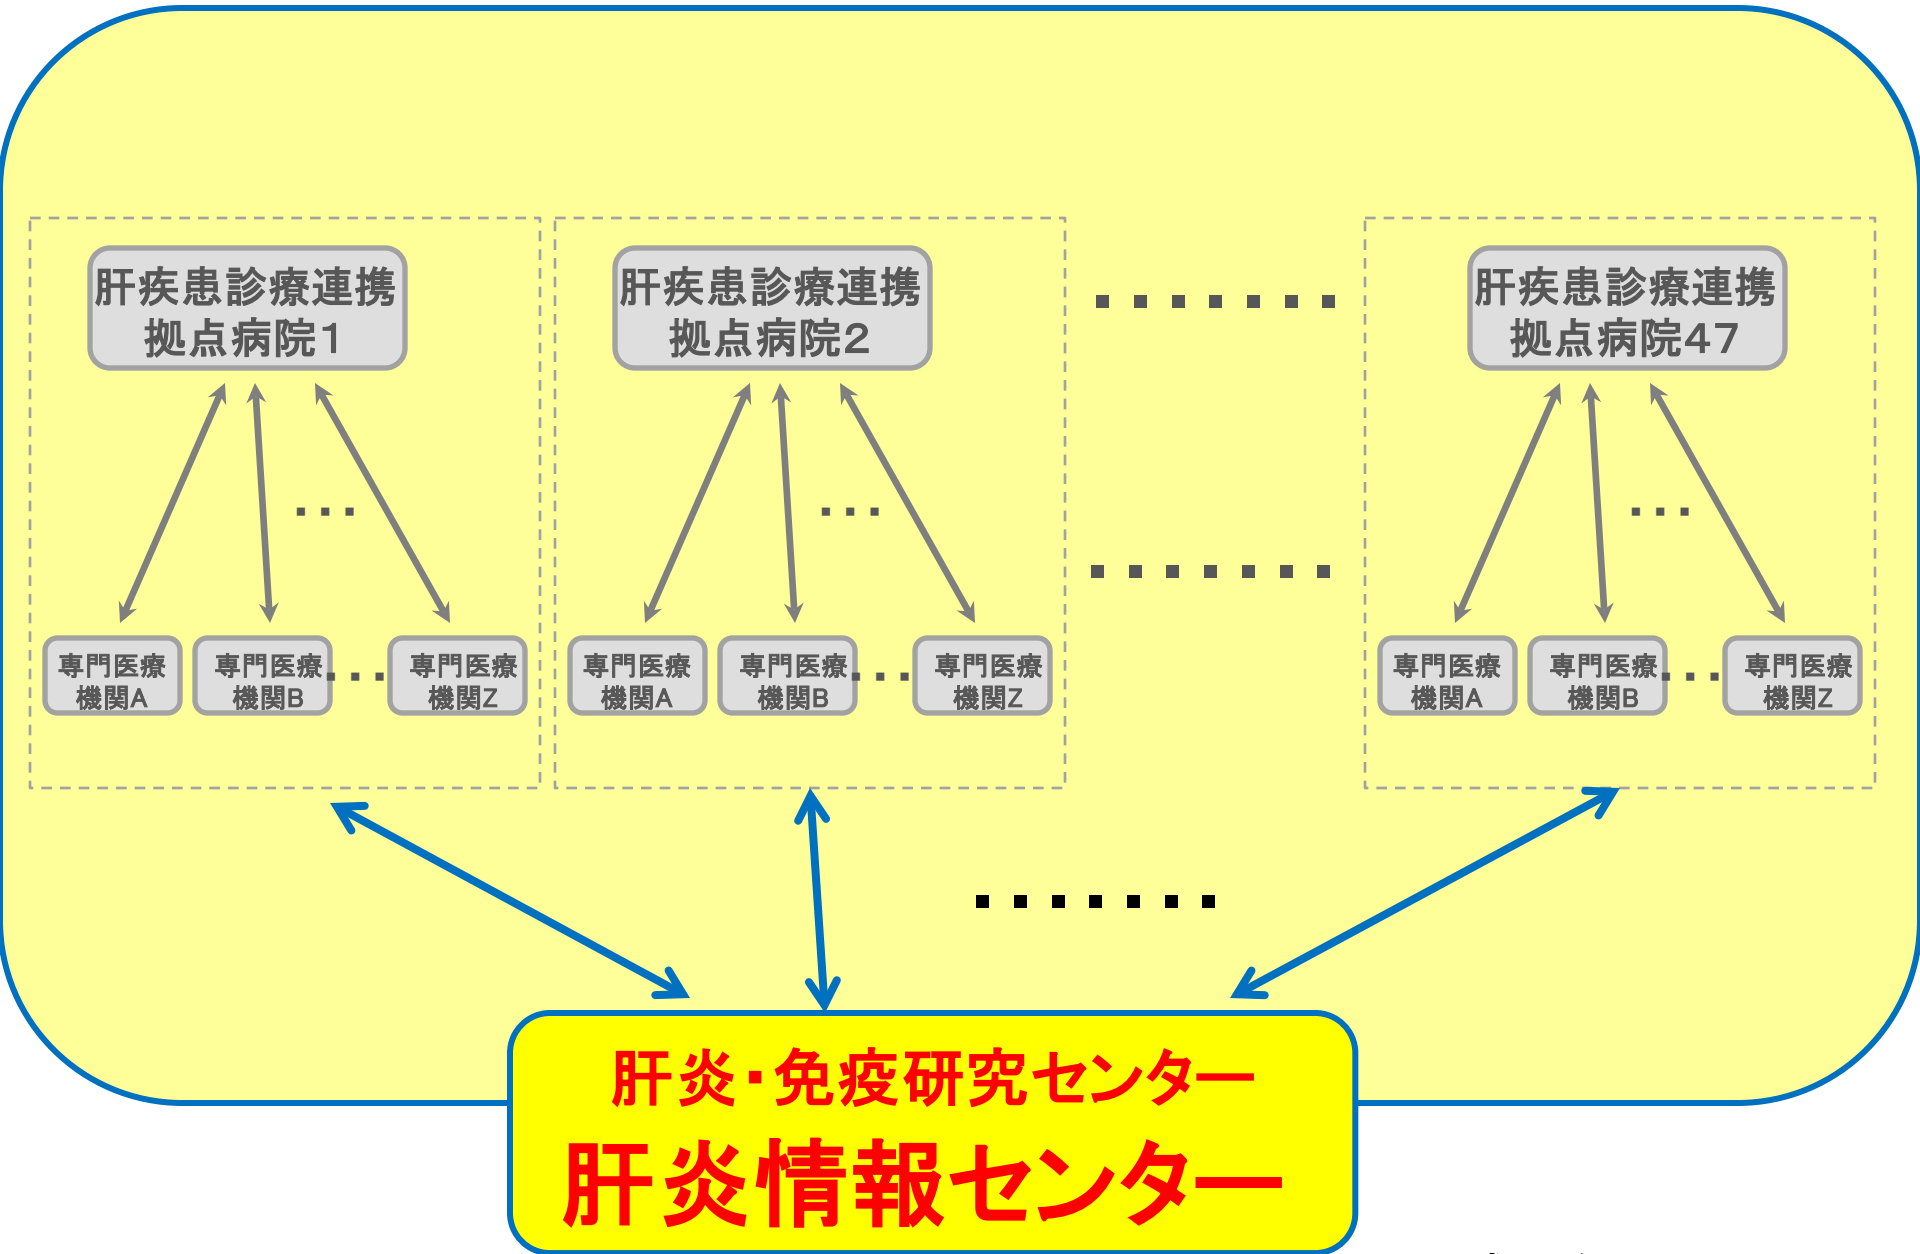 肝疾患診療連携
拠点病院1
肝疾患診療連携
拠点病院2
・・・・・・・
肝疾患診療連携
拠点病院47
・・・
・・・
・・・
・・・・・・・
専門医療
機関A
専門医療
機関B
・・・
専門医療
機関Z
専門医療
機関A
専門医療
機関B
・・・
専門医療
機関Z
専門医療
機関A
専門医療
機関B
・・・
専門医療
機関Z
・・・・・・・
肝炎・免疫研究センター
肝炎情報センター